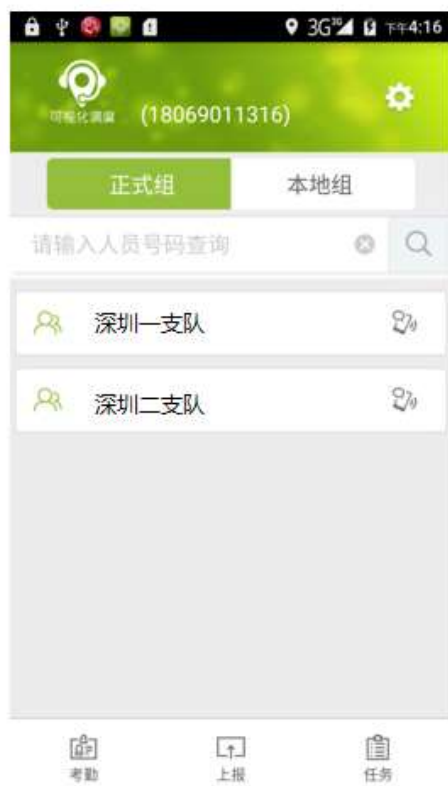 3G 3G 下午4:16
可视化调度 (18069011316)
正式组 本地组
请输入人员号码查询
深圳一支队
深圳二支队
考勤 上报 任务